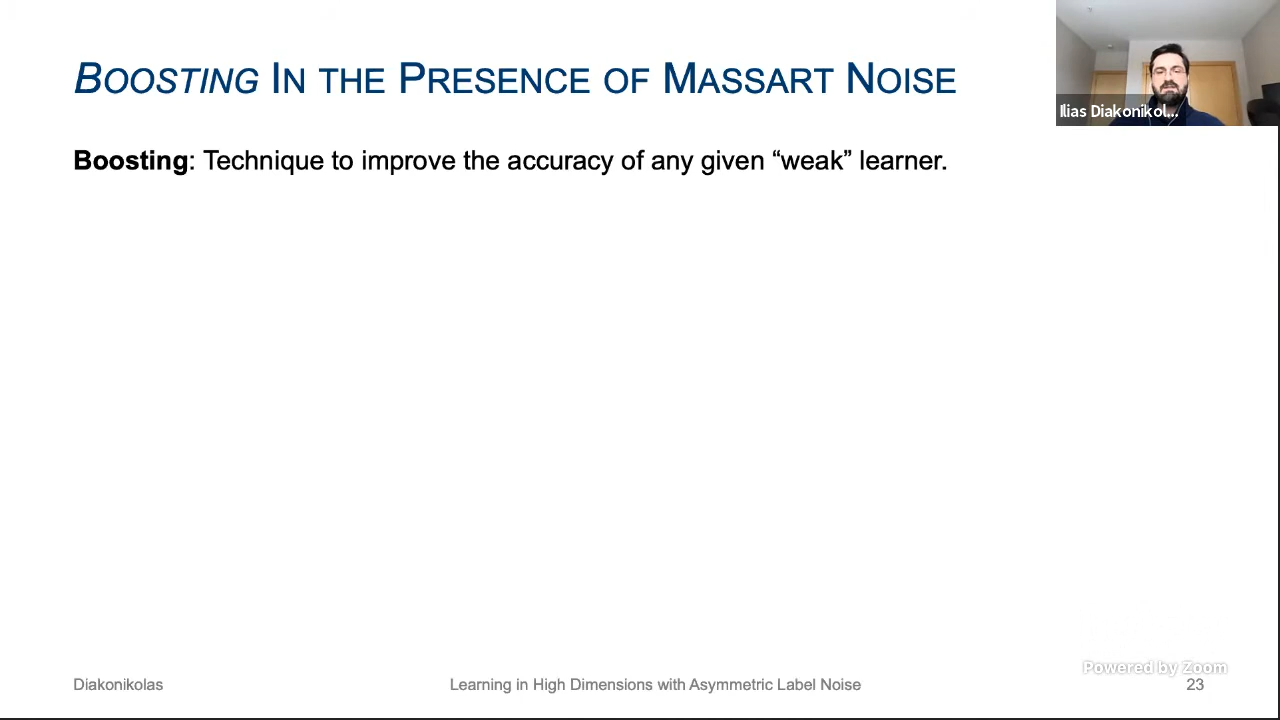 BOOSTING IN THE PRESENCE OF MASSART NOISE
Ilias Diakonikol...
Boosting: Technique to improve the accuracy of any given “weak” learner.
Powered by Zoom
Diakonikolas
Learning in High Dimensions with Asymmetric Label Noise
23